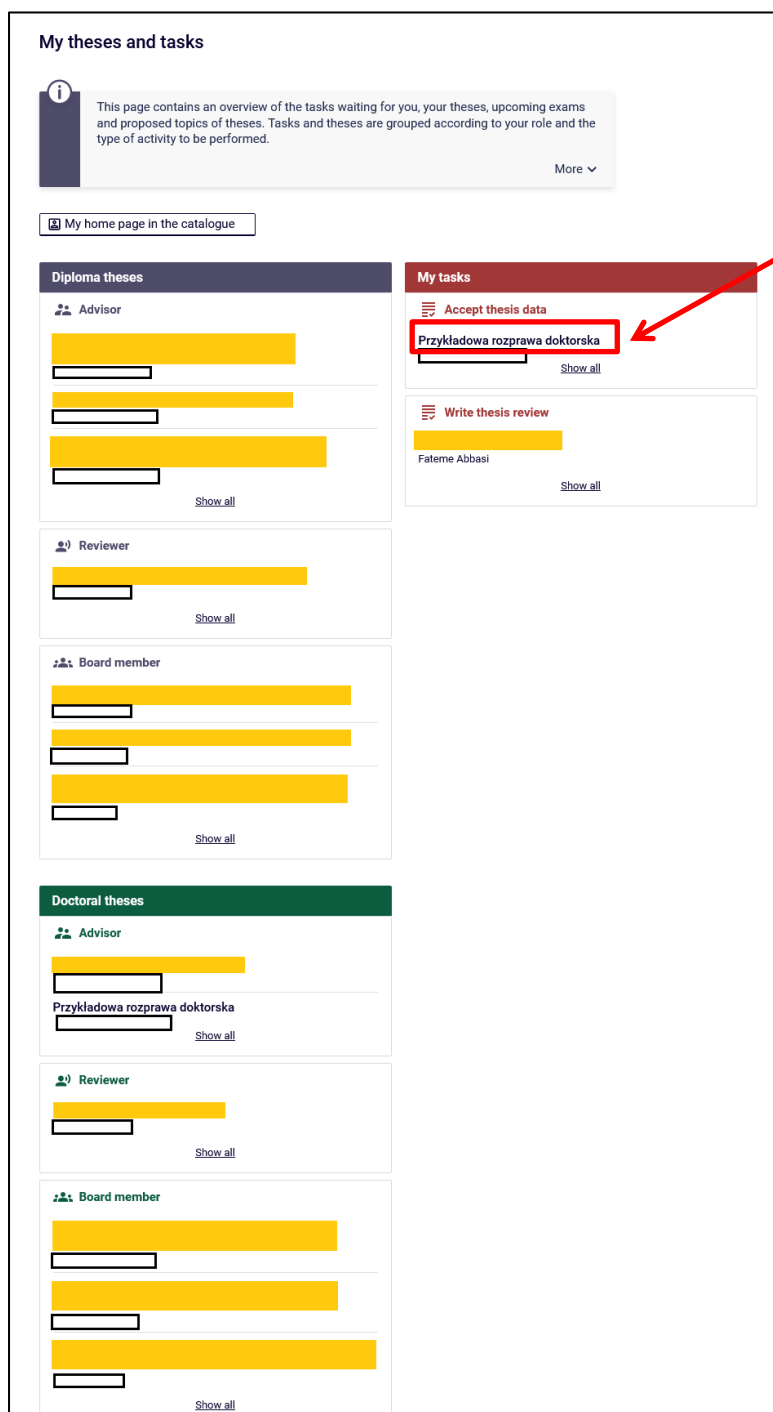 My theses and tasks
This page contains an overview of the tasks waiting for you, your theses, upcoming exams
and proposed topics of theses. Tasks and theses are grouped according to your role and the
type of activity to be performed.
More
My home page in the catalogue
Diploma theses
Advisor
Show all
Reviewer
Show all
Board member
Show all
My tasks
Accept thesis data
Przykładowa rozprawa doktorska
Show all
Write thesis review
Fateme Abbasi
Show all
Doctoral theses
Advisor
Przykładowa rozprawa doktorska
Show all
Reviewer
Show all
Board member
Show all